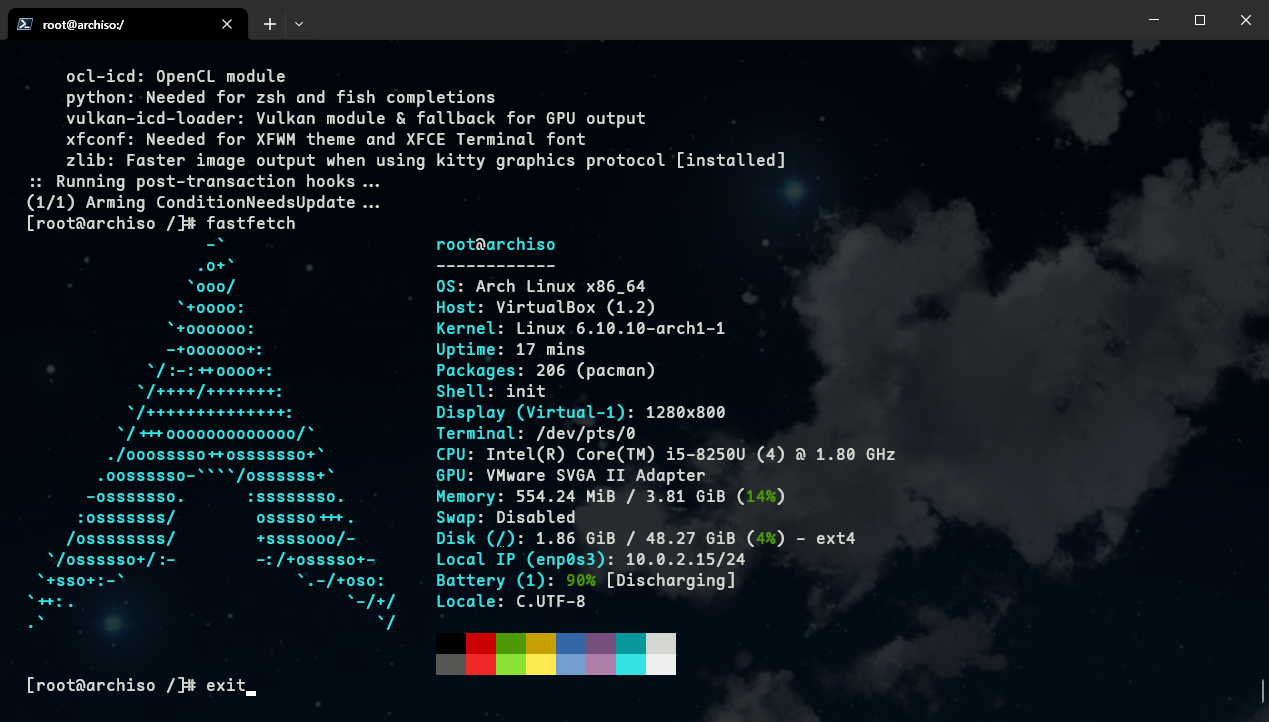 root@archiso:/
ocl-icd: OpenCL module
python: Needed for zsh and fish completions
vulkan-icd-loader: Vulkan module & fallback for GPU output
xfconf: Needed for XFWM theme and XFCE Terminal font
zlib: Faster image output when using kitty graphics protocol [installed]
:: Running post-transaction hooks...
(1/1) Arming ConditionNeedsUpdate...
[root@archiso /]# fastfetch
                  -`                     root@archiso
                 .o+`                    ------------
                `ooo/                    OS: Arch Linux x86_64
               `+oooo:                   Host: VirtualBox (1.2)
              `+oooooo:                  Kernel: Linux 6.10.10-arch1-1
              -+oooooo+:                 Uptime: 17 mins
            `/:-:++oooo+:                Packages: 206 (pacman)
           `/++++/+++++++:               Shell: init
          `/++++++++++++++:              Display (Virtual-1): 1280x800
         `/+++ooooooooooooo/`            Terminal: /dev/pts/0
        ./ooosssso++osssssso+`           CPU: Intel(R) Core(TM) i5-8250U (4) @ 1.80 GHz
       .oossssso-````/ossssss+`          GPU: VMware SVGA II Adapter
      -osssssso.      :ssssssso.         Memory: 554.24 MiB / 3.81 GiB (14%)
     :osssssss/        osssso+++.        Swap: Disabled
    /ossssssss/        +ssssooo/-        Disk (/): 1.86 GiB / 48.27 GiB (4%) - ext4
  `/ossssso+/:-        -:/+osssso+-      Local IP (enp0s3): 10.0.2.15/24
 `+sso+:-`                 `.-/+oso:     Battery (1): 90% [Discharging]
`++:.                           `-/+/    Locale: C.UTF-8
.`                                 `/
[root@archiso /]# exit